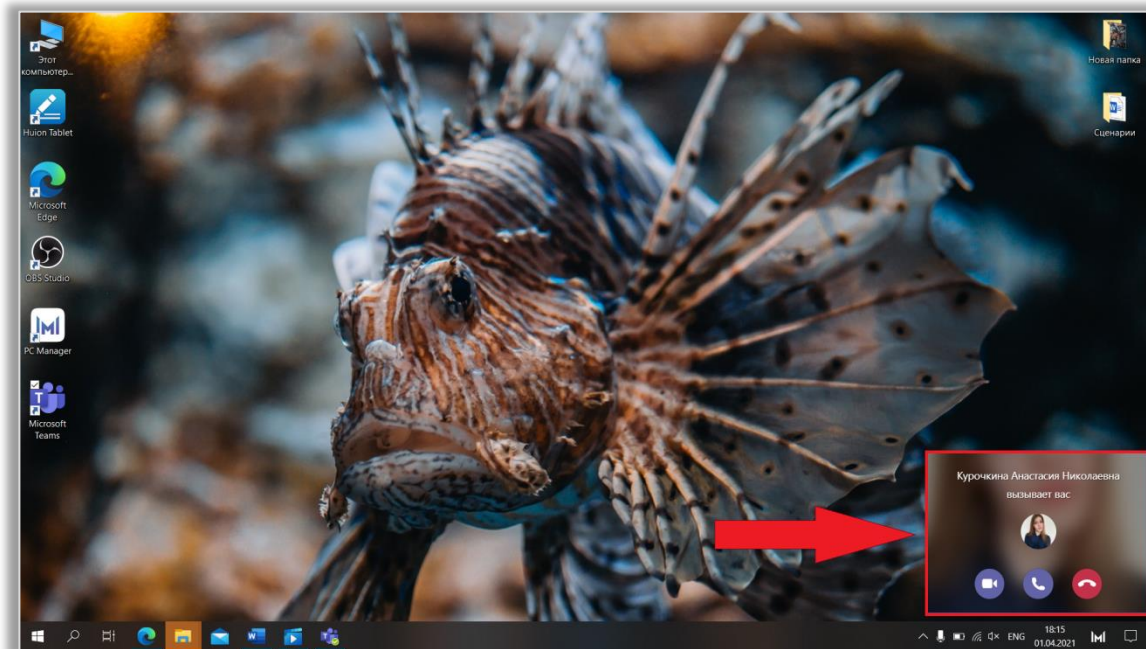 Этот
компьютер...
Huion Tablet
Microsoft
Edge
OBS Studio
PC Manager
Microsoft
Teams
Новая папка
Сценарии
Курочкина Анастасия Николаевна
вызывает вас
ENG
18:15
01.04.2021